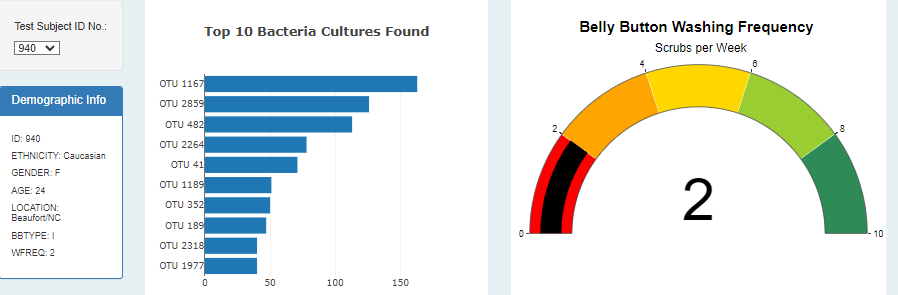 Test Subject ID No.:
940
Demographic Info
ID: 940
ETHNICITY: Caucasian
GENDER: F
AGE: 24
LOCATION:
Beaufort/NC
BBTYPE: I
WFREQ: 2
Top 10 Bacteria Cultures Found
OTU 1167
OTU 2859
OTU 482
OTU 2264
OTU 41
OTU 1189
OTU 352
OTU 189
OTU 2318
OTU 1977
0 50 100 150
Belly Button Washing Frequency
Scrubs per Week
4 6
2 8
2
0 10